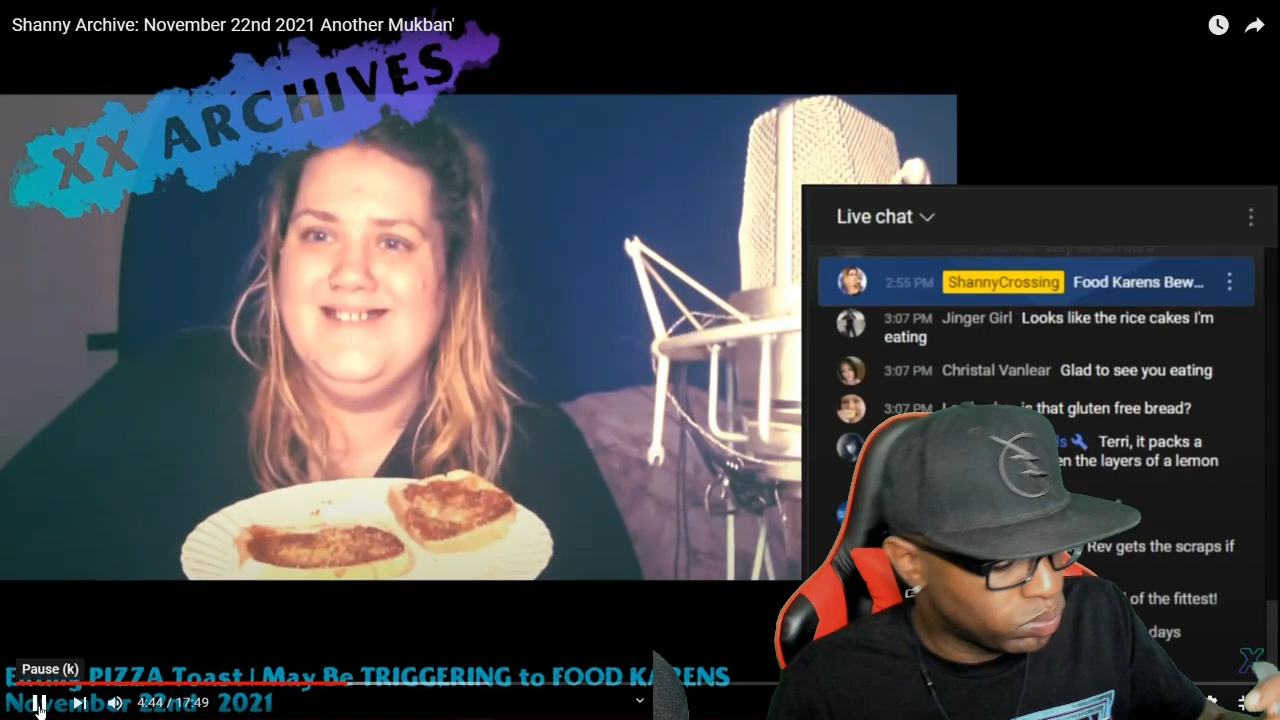 Shanny Archive: November 22nd 2021 Another Mukban'
XX ARCHIVES
Live chat
2:55 PM ShannyCrossing Food Karens Bew...
3:07 PM Jinger Girl Looks like the rice cakes I'm
eating
3:07 PM Christal Vanlear Glad to see you eating
3:07 PM is that gluten free bread?
Terri, it packs a
the layers of a lemon
Rev gets the scraps if
of the fittest!
days
Pause (k)
PIZZA Toast | May Be TRIGGERING to FOOD KARENS
November 22nd 2021
4:44 / 17:49